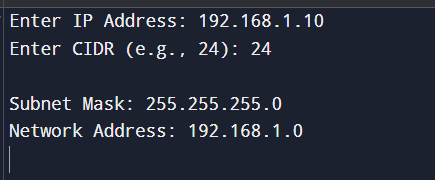 Enter IP Address: 192.168.1.10
Enter CIDR (e.g., 24): 24
Subnet Mask: 255.255.255.0
Network Address: 192.168.1.0